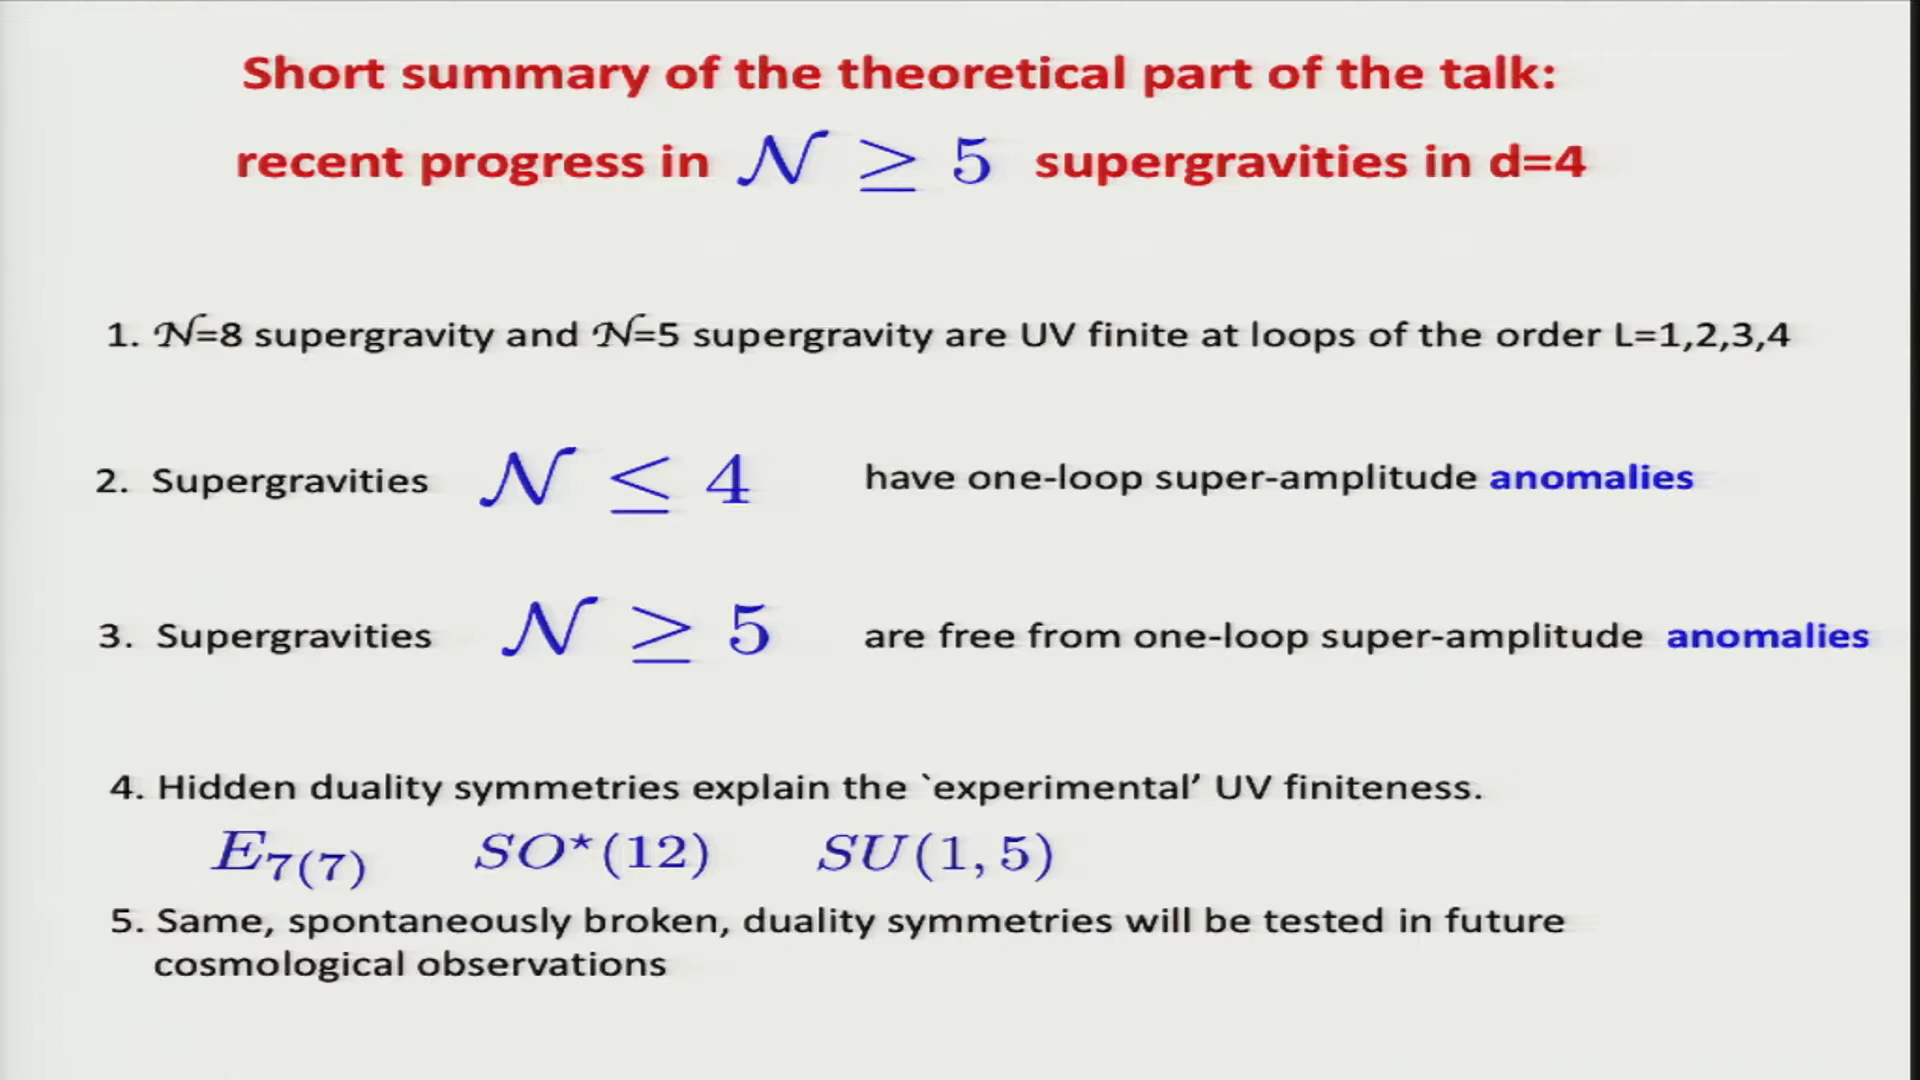 Short summary of the theoretical part of the talk:
recent progress in 𝒩 ≥ 5 supergravities in d=4
1. 𝒩=8 supergravity and 𝒩=5 supergravity are UV finite at loops of the order L=1,2,3,4
2. Supergravities 𝒩 ≤ 4 have one-loop super-amplitude anomalies
3. Supergravities 𝒩 ≥ 5 are free from one-loop super-amplitude anomalies
4. Hidden duality symmetries explain the `experimental’ UV finiteness.
E₇₍₇₎ SO*(12) SU(1, 5)
5. Same, spontaneously broken, duality symmetries will be tested in future
cosmological observations